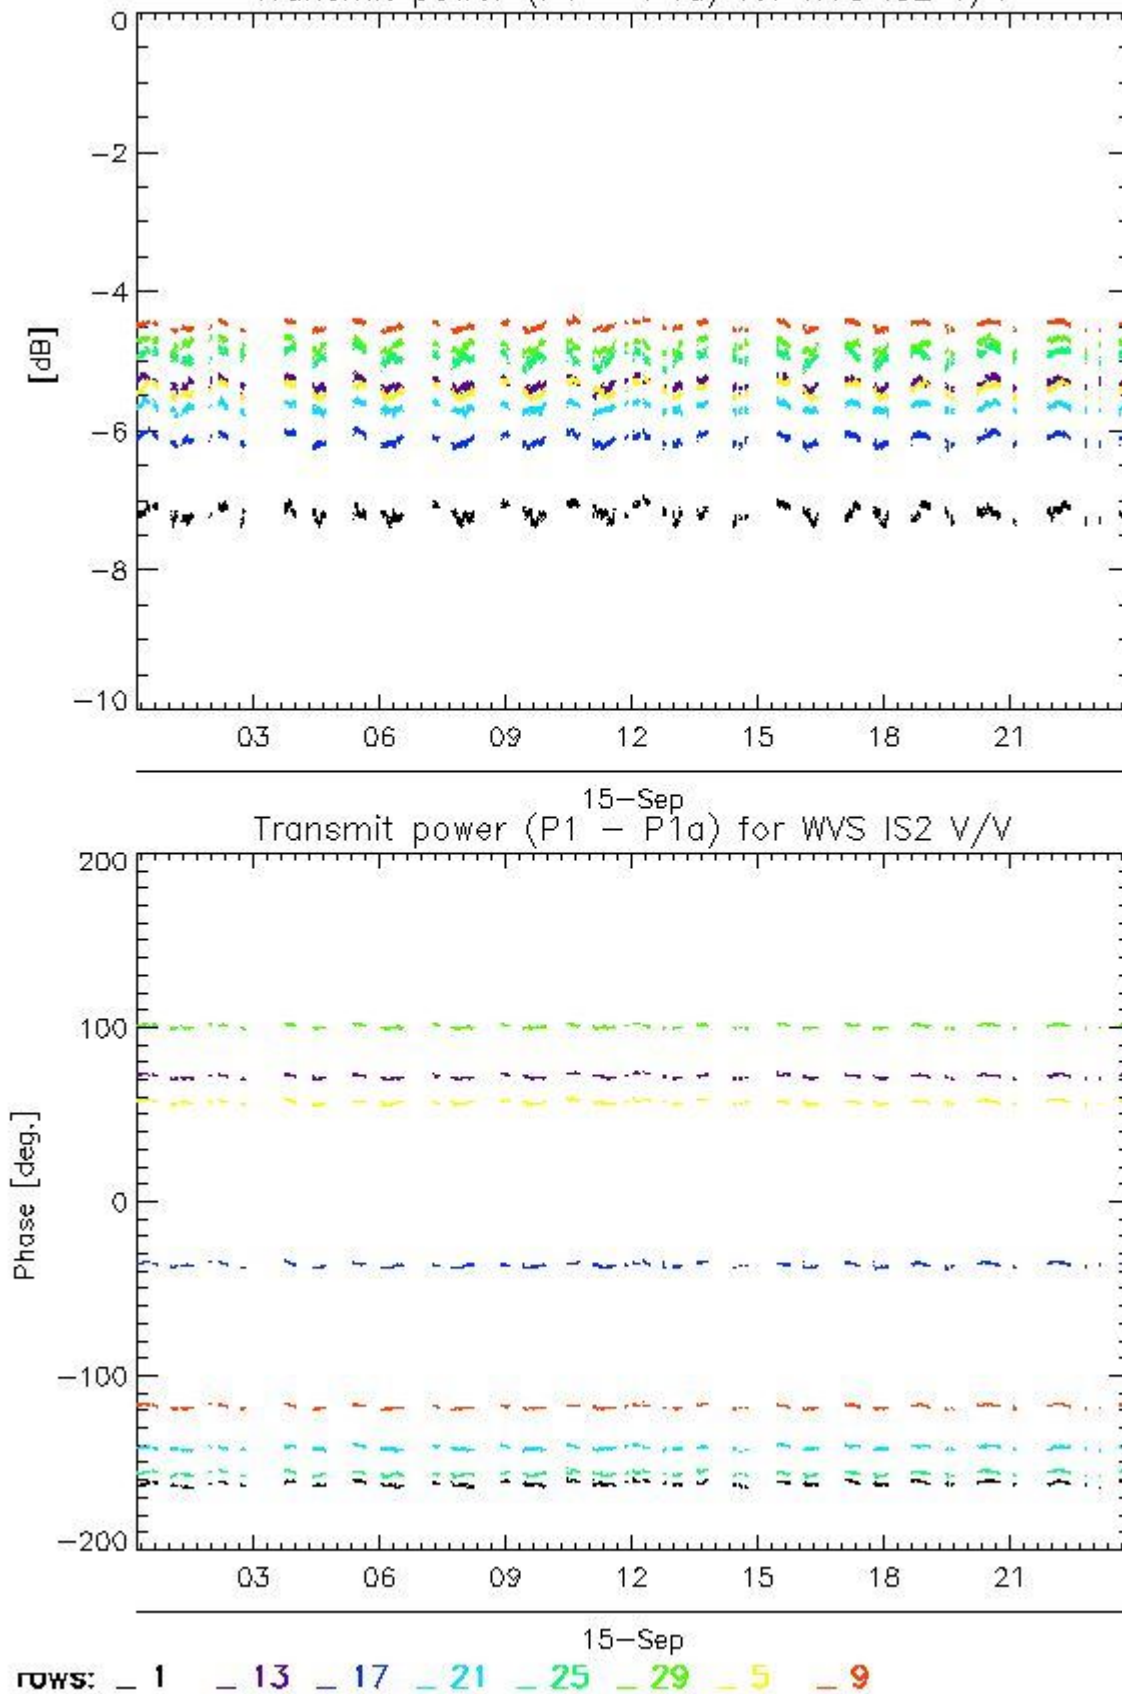 0
−2
−4
[dB]
−6
−8
−10
03 06 09 12 15 18 21
15−Sep
Transmit power (P1 − P1a) for WVS IS2 V/V
200
100
Phase [deg.]
0
−100
−200
03 06 09 12 15 18 21
15−Sep
rows: _ 1 _ 13 _ 17 _ 21 _ 25 _ 29 _ 5 _ 9